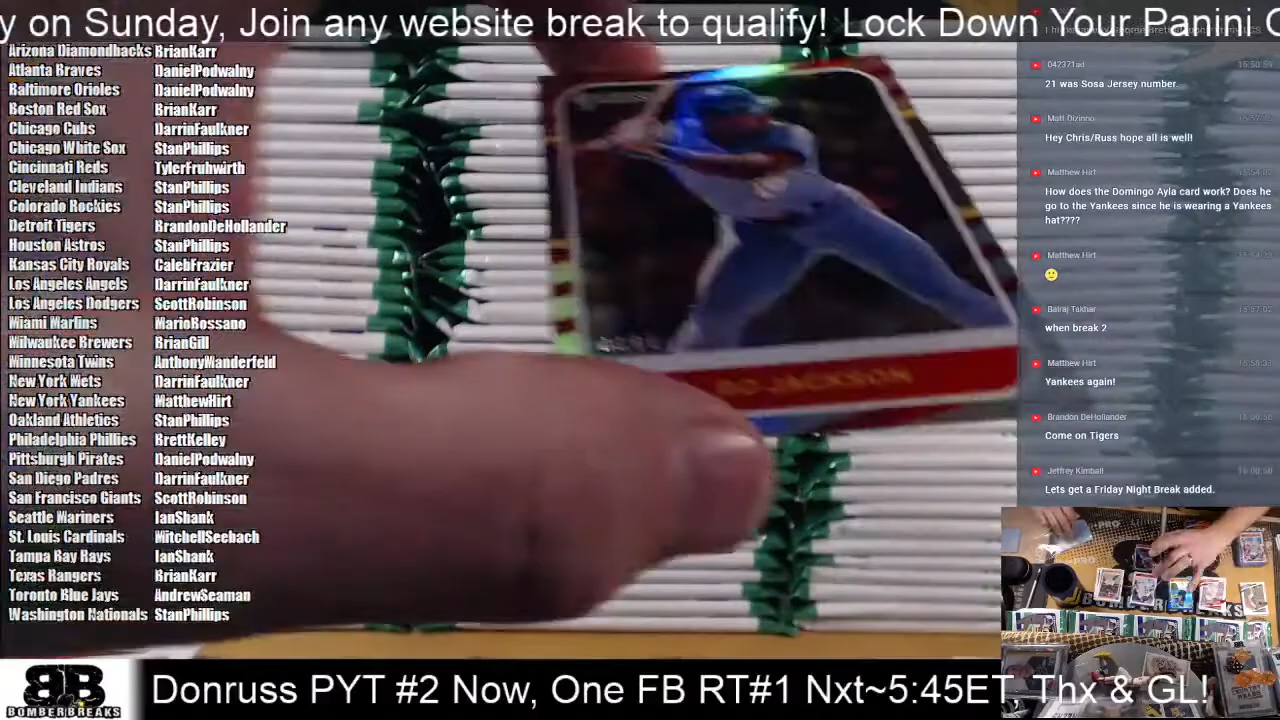 y on Sunday, Join any website break to qualify! Lock Down Your Panini
Arizona Diamondbacks BrianKarr
Atlanta Braves DanielPodwalny
Baltimore Orioles DanielPodwalny
Boston Red Sox BrianKarr
Chicago Cubs DarrinFaulkner
Chicago White Sox StanPhillips
Cincinnati Reds TylerFruhwirth
Cleveland Indians StanPhillips
Colorado Rockies StanPhillips
Detroit Tigers BrandonDeHollander
Houston Astros StanPhillips
Kansas City Royals CalebFrazier
Los Angeles Angels DarrinFaulkner
Los Angeles Dodgers ScottRobinson
Miami Marlins MarioRossano
Milwaukee Brewers BrianGill
Minnesota Twins AnthonyManderfeld
New York Mets DarrinFaulkner
New York Yankees MatthewHirt
Oakland Athletics StanPhillips
Philadelphia Phillies BrettKelley
Pittsburgh Pirates DanielPodwalny
San Diego Padres DarrinFaulkner
San Francisco Giants ScottRobinson
Seattle Mariners IanShank
St. Louis Cardinals MitchellSeebach
Tampa Bay Rays IanShank
Texas Rangers BrianKarr
Toronto Blue Jays AndrewSeaman
Washington Nationals StanPhillips
BO JACKSON
042371ad
21 was Sosa Jersey number.
Matt Dizinno
Hey Chris/Russ hope all is well!
Matthew Hirt
How does the Domingo Ayla card work? Does he
go to the Yankees since he is wearing a Yankees
hat????
Matthew Hirt
Balraj Takhar
when break 2
Matthew Hirt
Yankees again!
Brandon DeHollander
Come on Tigers
Jeffrey Kimball
Lets get a Friday Night Break added.
BOMBERBREAKS
Donruss PYT #2 Now, One FB RT#1 Nxt~5:45ET Thx & GL!